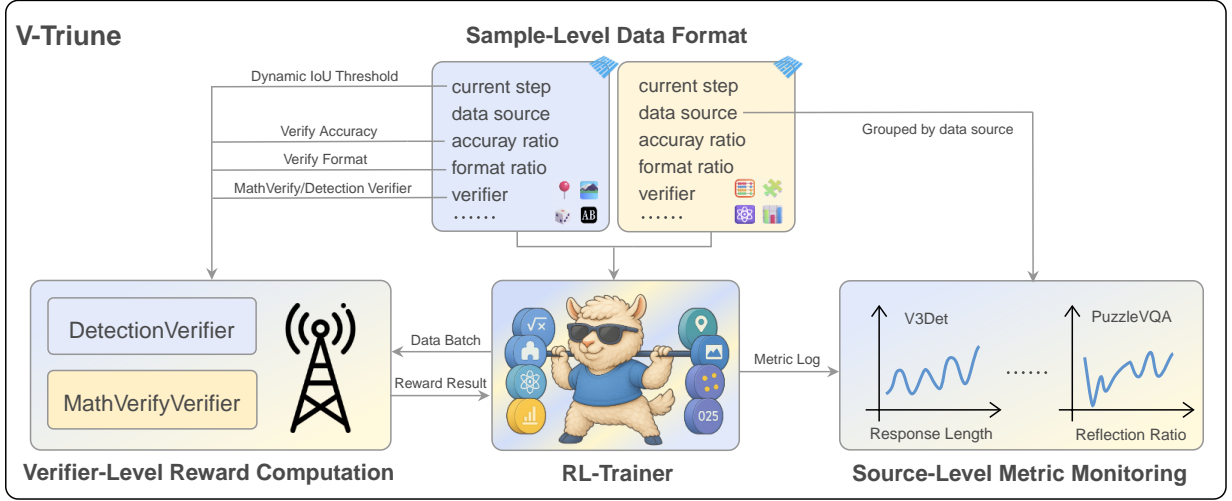 V-Triune
Sample-Level Data Format
Dynamic IoU Threshold
Verify Accuracy
Verify Format
MathVerify/Detection Verifier
current step
data source
accuray ratio
format ratio
verifier
......
AB
current step
data source
accuray ratio
format ratio
verifier
......
Grouped by data source
DetectionVerifier
MathVerifyVerifier
Verifier-Level Reward Computation
Data Batch
Reward Result
√x
025
RL-Trainer
Metric Log
V3Det
Response Length
......
PuzzleVQA
Reflection Ratio
Source-Level Metric Monitoring